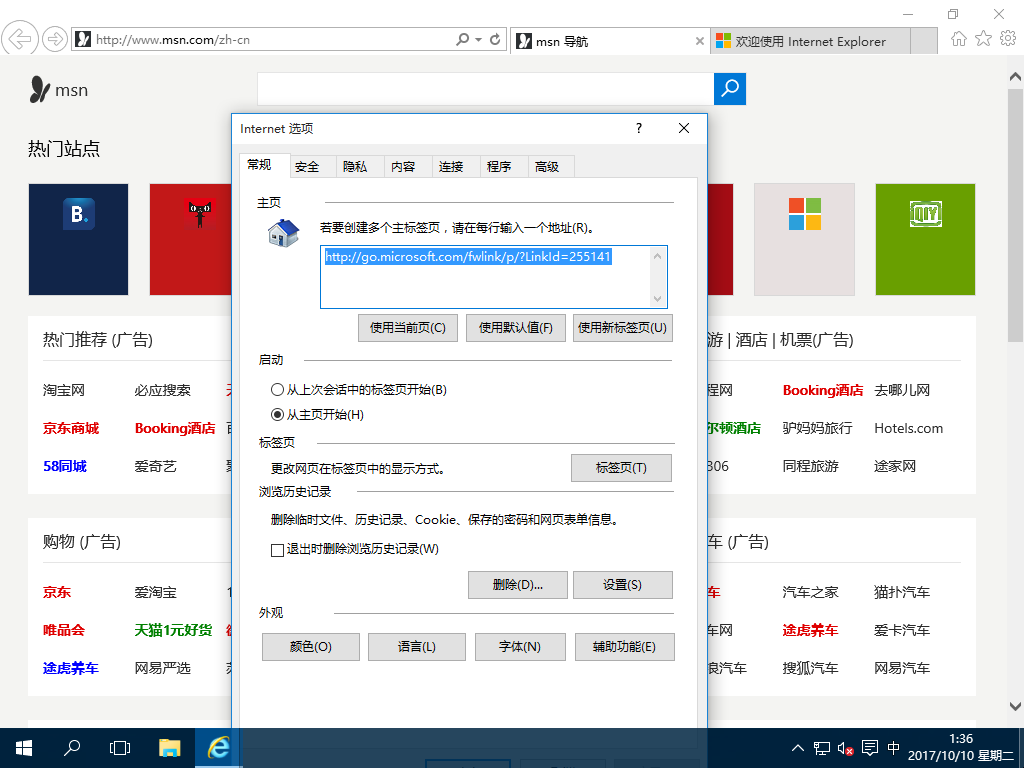 http://www.msn.com/zh-cn
msn 导航
欢迎使用 Internet Explorer
msn
热门站点
B.
QIY
Internet 选项
?
常规
安全
隐私
内容
连接
程序
高级
主页
若要创建多个主标签页，请在每行输入一个地址(R)。
http://go.microsoft.com/fwlink/p/?LinkId=255141
使用当前页(C)
使用默认值(F)
使用新标签页(U)
启动
从上次会话中的标签页开始(B)
从主页开始(H)
标签页
更改网页在标签页中的显示方式。
标签页(T)
浏览历史记录
删除临时文件、历史记录、Cookie、保存的密码和网页表单信息。
退出时删除浏览历史记录(W)
删除(D)...
设置(S)
外观
颜色(O)
语言(L)
字体(N)
辅助功能(E)
热门推荐 (广告)
淘宝网
必应搜索
京东商城
Booking酒店
58同城
爱奇艺
游 | 酒店 | 机票(广告)
程网
Booking酒店
去哪儿网
尔顿酒店
驴妈妈旅行
Hotels.com
306
同程旅游
途家网
购物 (广告)
京东
爱淘宝
唯品会
天猫1元好货
途虎养车
网易严选
车 (广告)
车
汽车之家
猫扑汽车
车网
途虎养车
爱卡汽车
浪汽车
搜狐汽车
网易汽车
中
1:36
2017/10/10 星期二